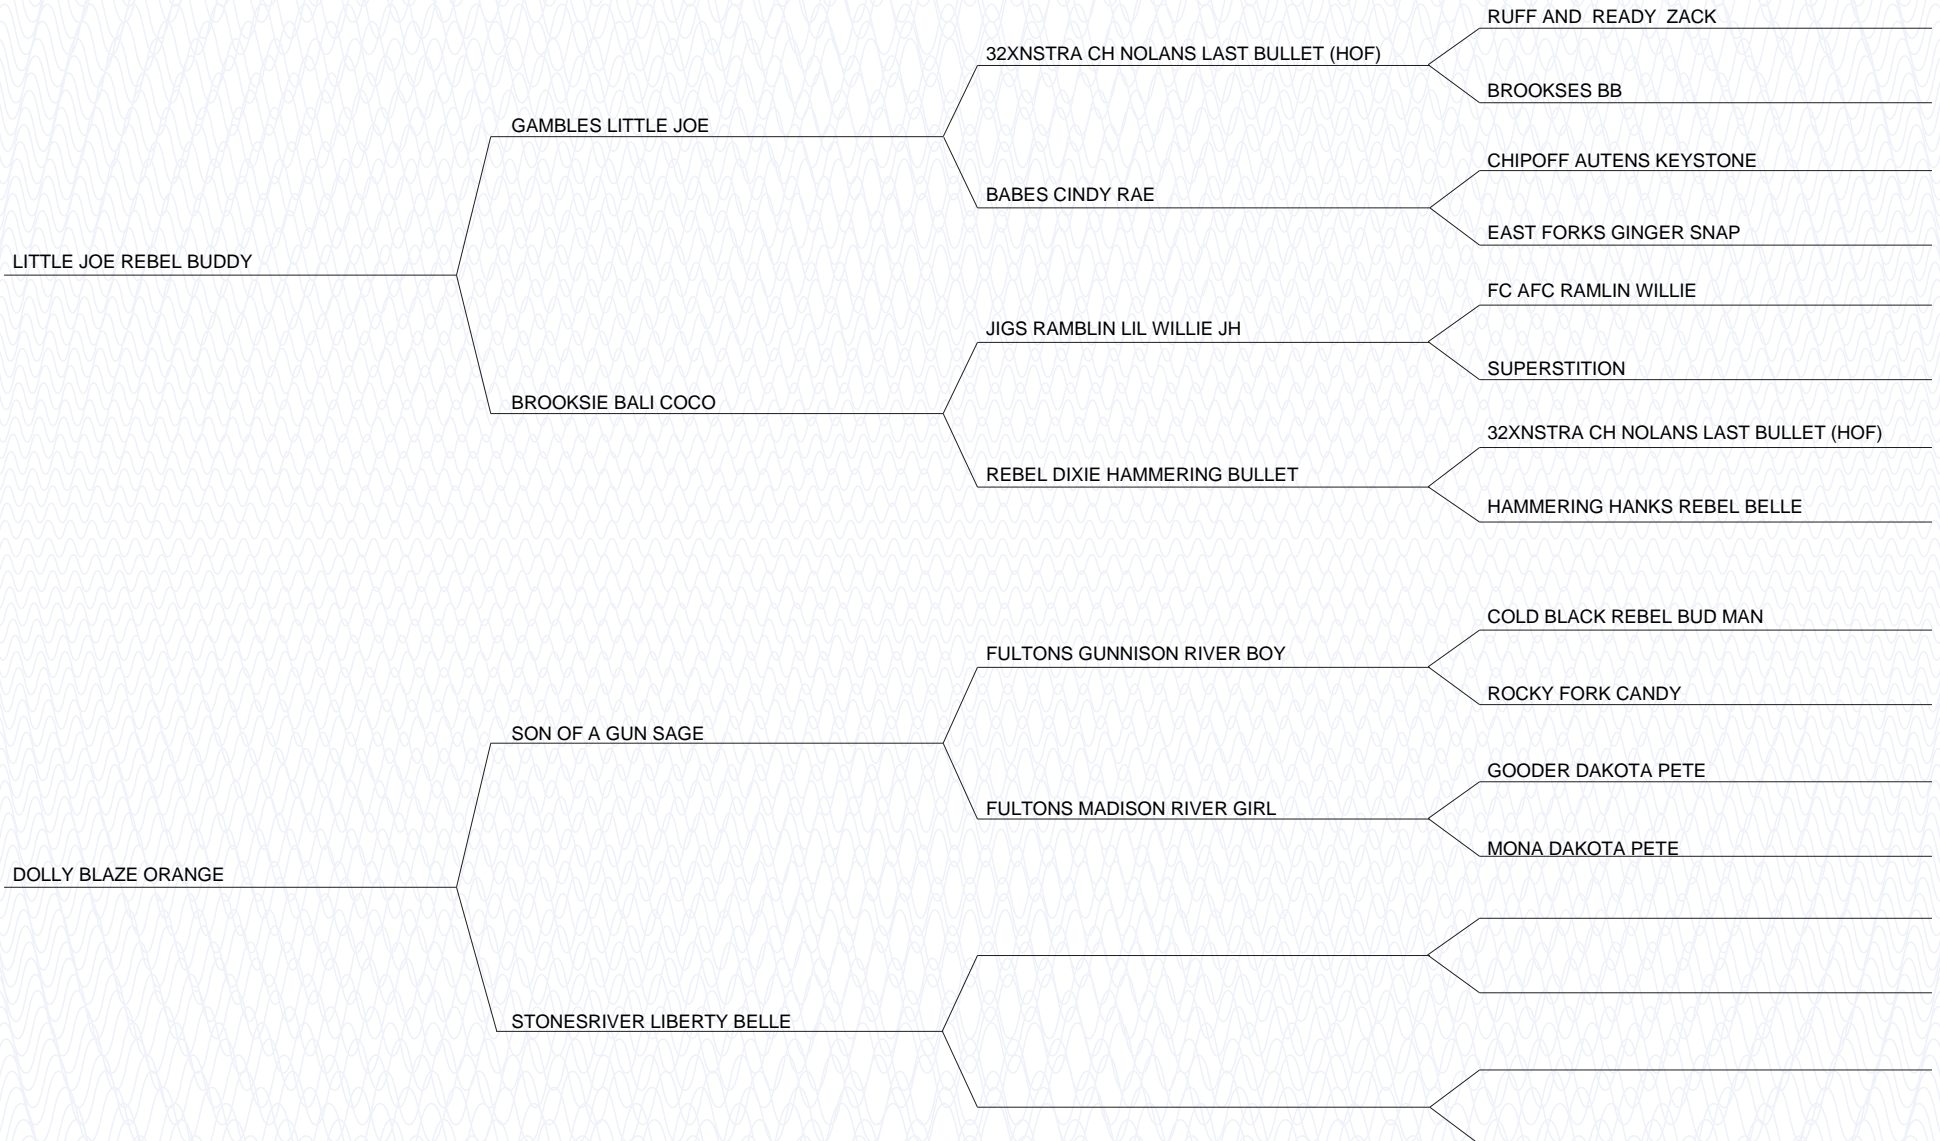 RUFF AND READY ZACK
32XNSTRA CH NOLANS LAST BULLET (HOF)
BROOKSES BB
GAMBLES LITTLE JOE
CHIPOFF AUTENS KEYSTONE
BABES CINDY RAE
EAST FORKS GINGER SNAP
LITTLE JOE REBEL BUDDY
FC AFC RAMLIN WILLIE
JIGS RAMBLIN LIL WILLIE JH
SUPERSTITION
BROOKSIE BALI COCO
32XNSTRA CH NOLANS LAST BULLET (HOF)
REBEL DIXIE HAMMERING BULLET
HAMMERING HANKS REBEL BELLE
COLD BLACK REBEL BUD MAN
FULTONS GUNNISON RIVER BOY
ROCKY FORK CANDY
SON OF A GUN SAGE
GOODER DAKOTA PETE
FULTONS MADISON RIVER GIRL
MONA DAKOTA PETE
DOLLY BLAZE ORANGE
STONESRIVER LIBERTY BELLE